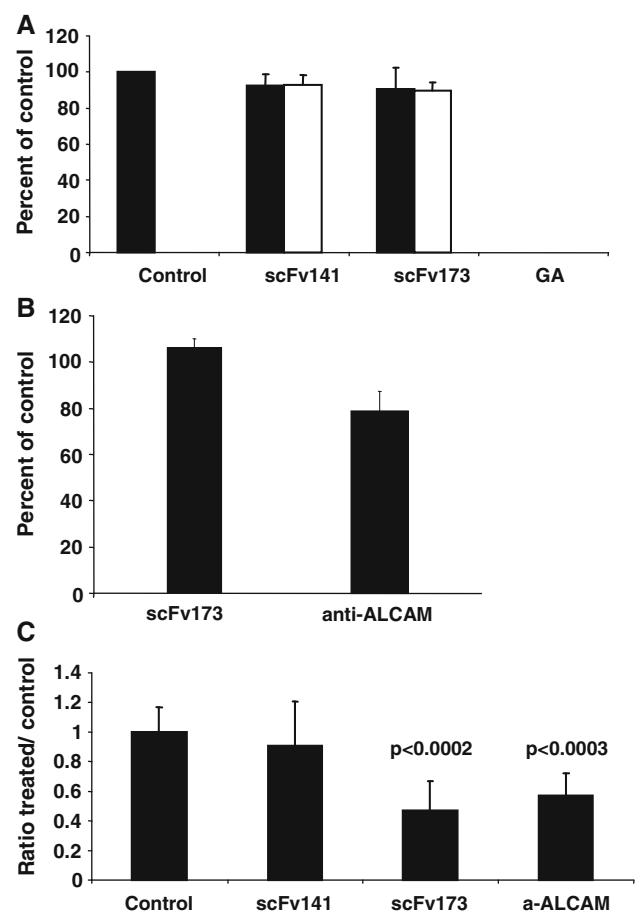 A
Percent of control
120
100
80
60
40
20
0
Control scFv141 scFv173 GA
B
Percent of control
120
100
80
60
40
20
0
scFv173 anti-ALCAM
C
Ratio treated/ control
1.4
1.2
1
0.8
0.6
0.4
0.2
0
p<0.0002 p<0.0003
Control scFv141 scFv173 a-ALCAM